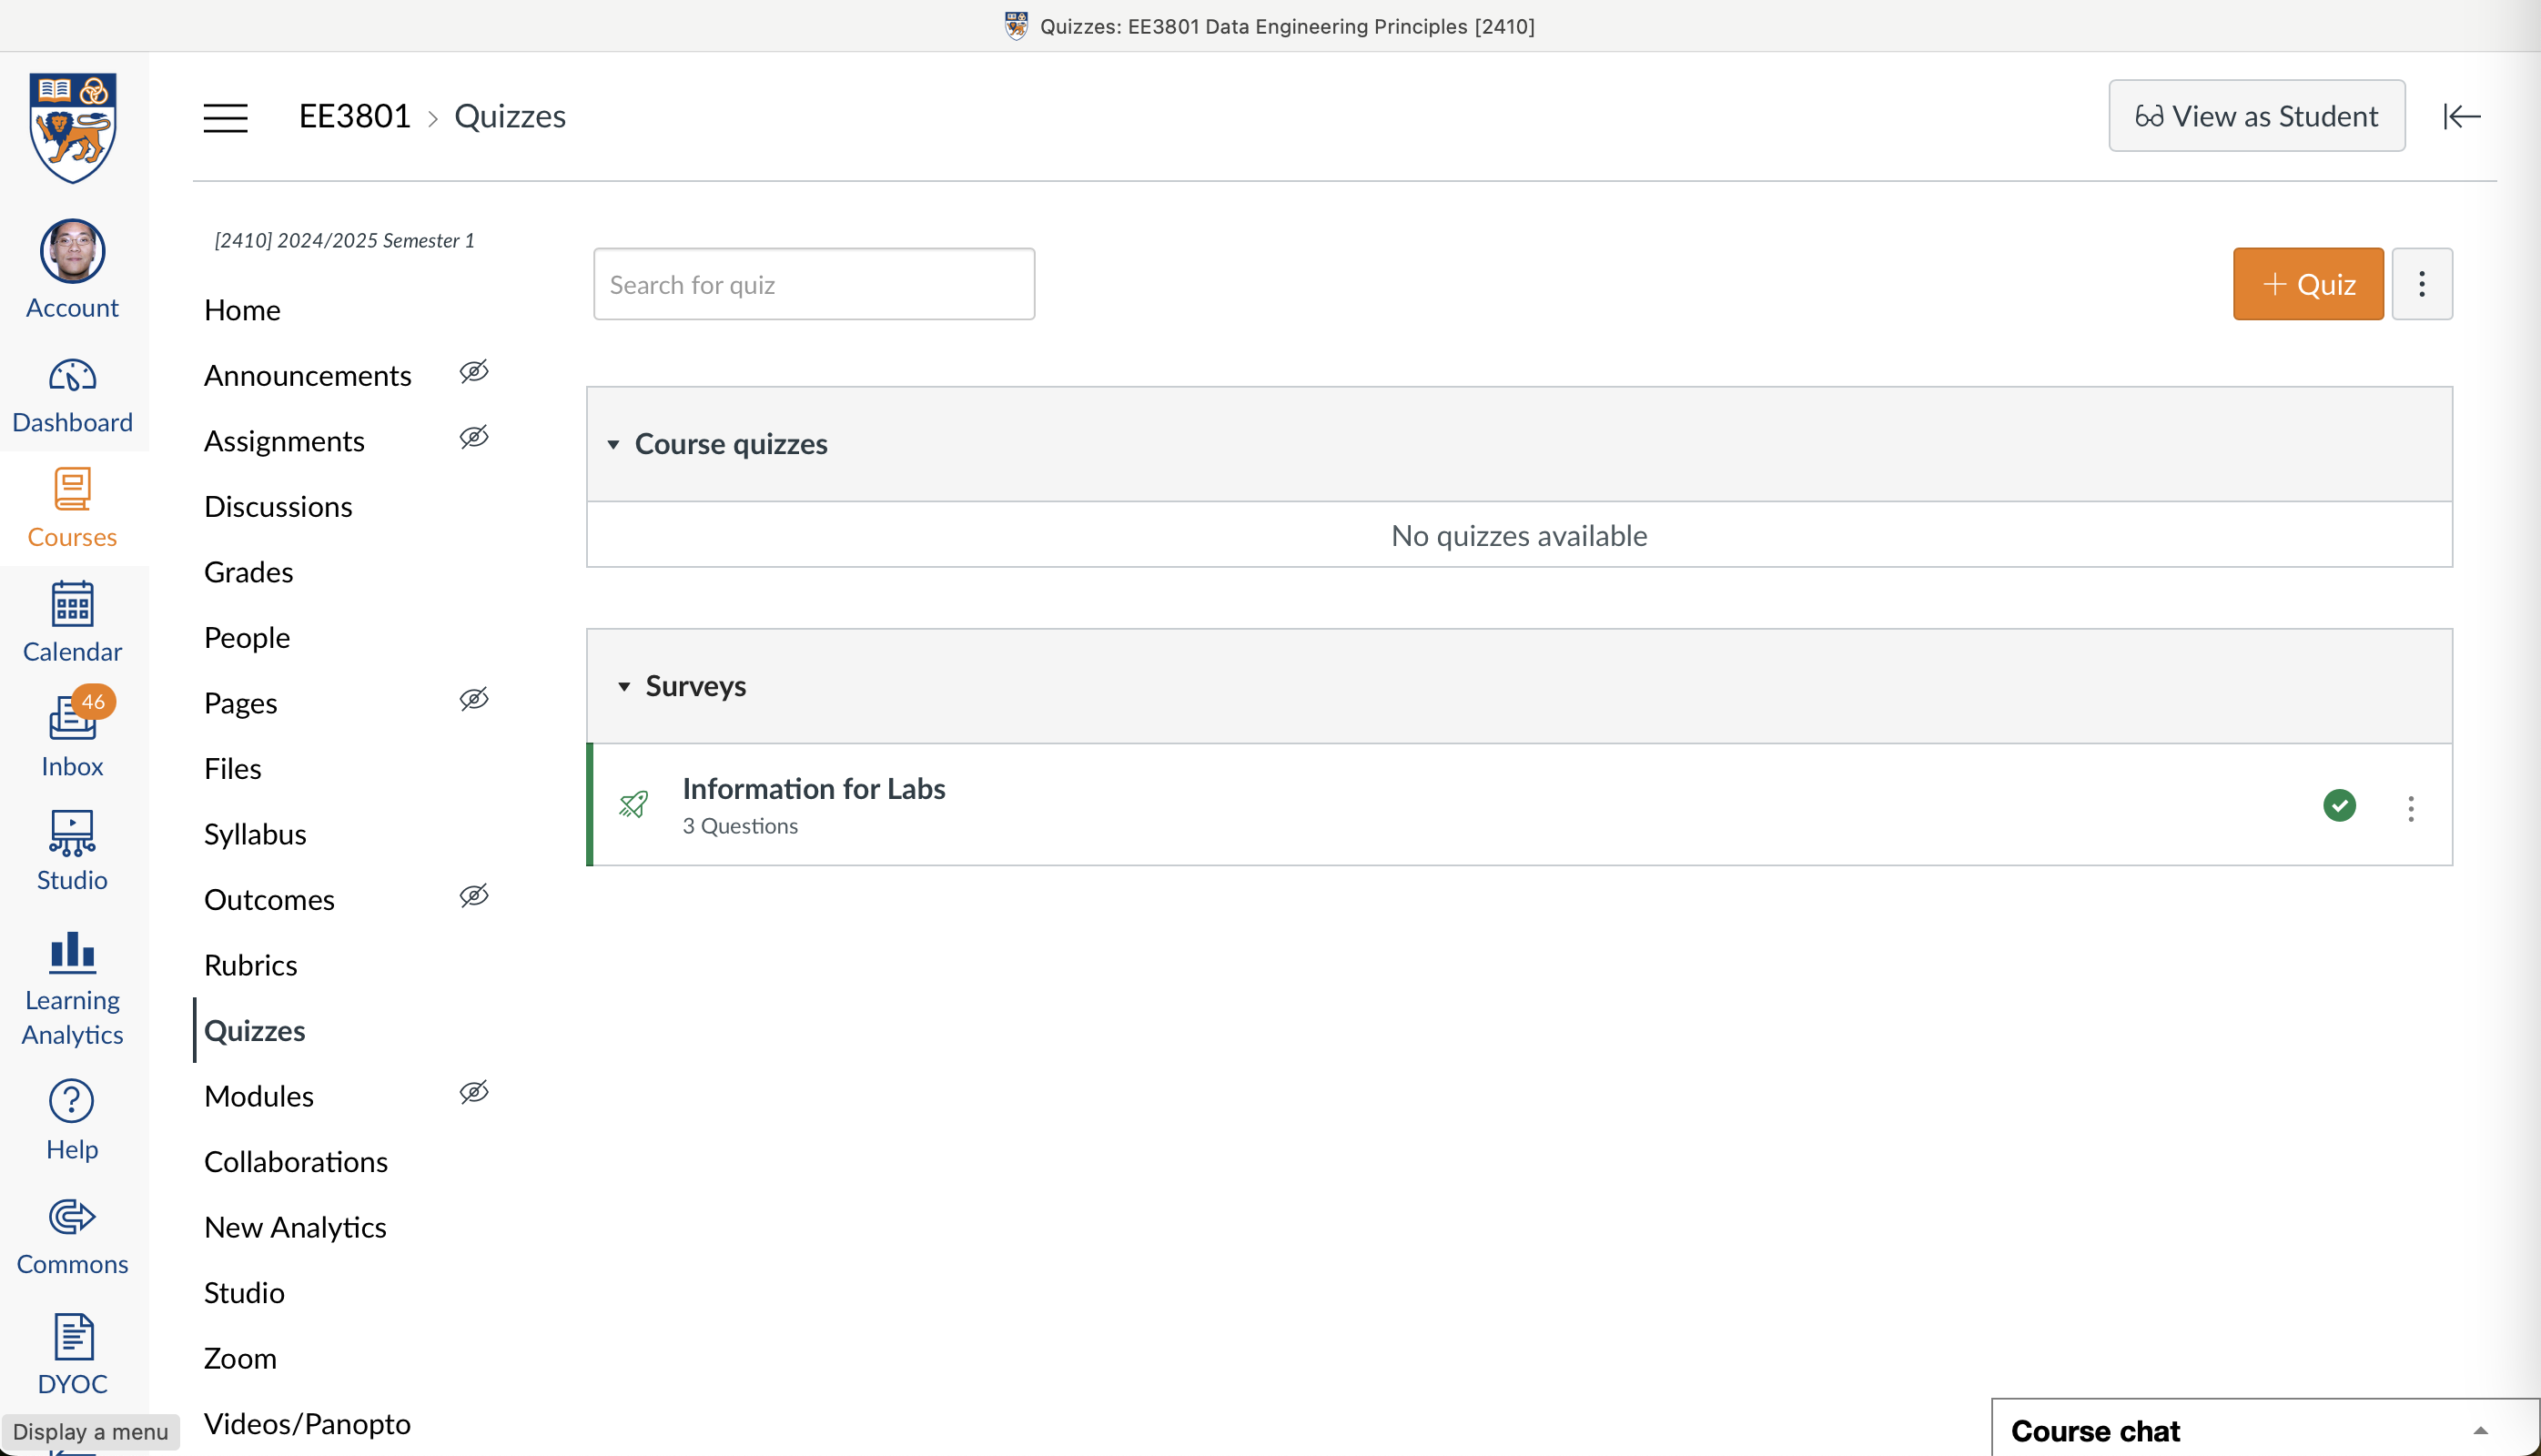 Quizzes: EE3801 Data Engineering Principles [2410]
EE3801 > Quizzes
View as Student
Account
Dashboard
Courses
Calendar
46
Inbox
Studio
Learning
Analytics
Help
Commons
DYOC
Display a menu
[2410] 2024/2025 Semester 1
Home
Announcements
Assignments
Discussions
Grades
People
Pages
Files
Syllabus
Outcomes
Rubrics
Quizzes
Modules
Collaborations
New Analytics
Studio
Zoom
Videos/Panopto
Search for quiz
+ Quiz
Course quizzes
No quizzes available
Surveys
Information for Labs
3 Questions
Course chat